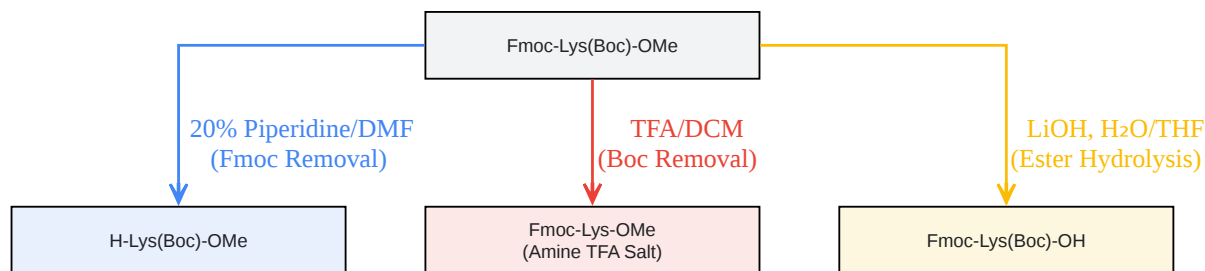 Fmoc-Lys(Boc)-OMe
20% Piperidine/DMF
(Fmoc Removal)
TFA/DCM
(Boc Removal)
LiOH, H₂O/THF
(Ester Hydrolysis)
H-Lys(Boc)-OMe
Fmoc-Lys-OMe
(Amine TFA Salt)
Fmoc-Lys(Boc)-OH